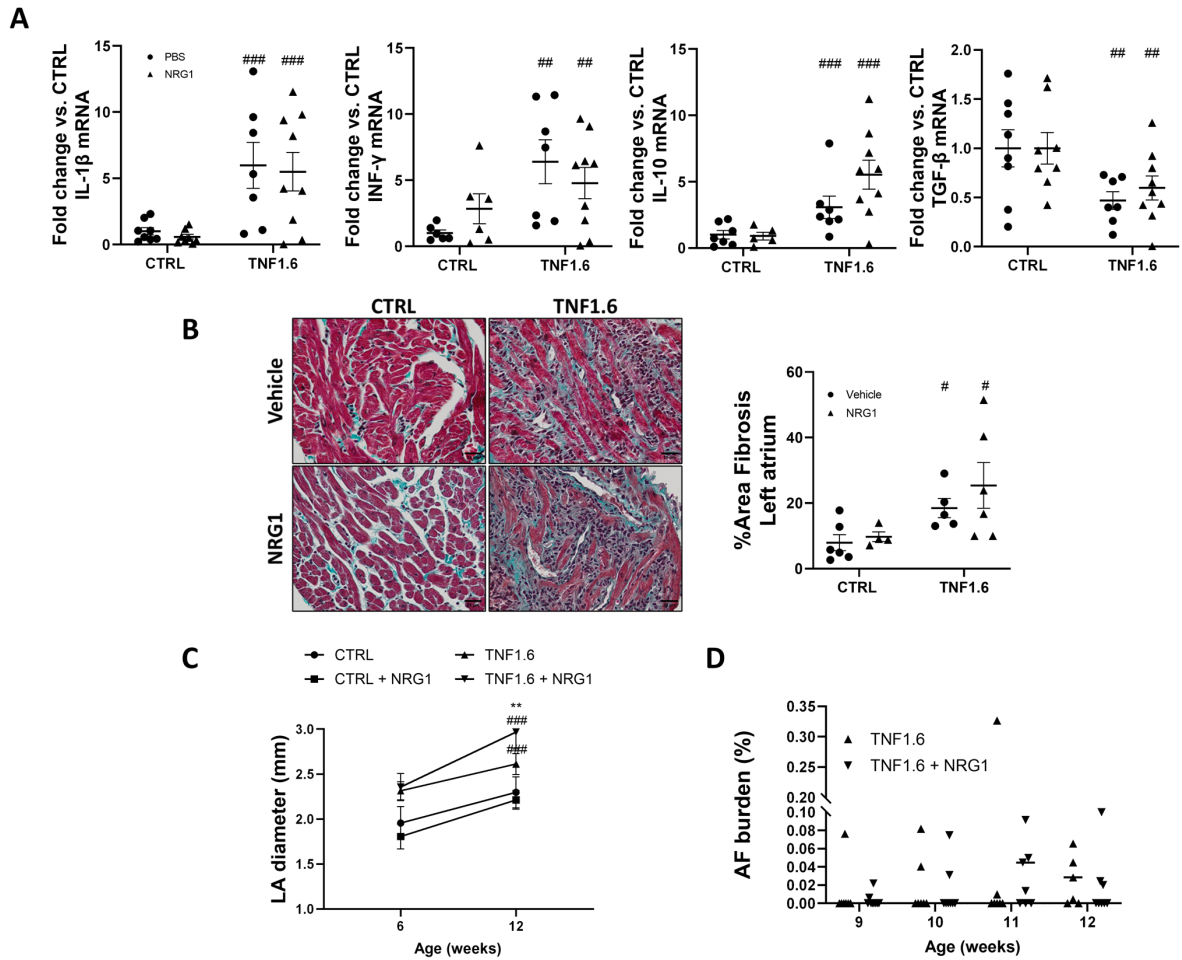 A
Fold change vs. CTRL
IL-1β mRNA
15
10
5
0
PBS
NRG1
###
###
CTRL
TNF1.6
Fold change vs. CTRL
INF-γ mRNA
15
10
5
0
##
##
CTRL
TNF1.6
Fold change vs. CTRL
IL-10 mRNA
15
10
5
0
###
###
CTRL
TNF1.6
Fold change vs. CTRL
TGF-β mRNA
2.0
1.5
1.0
0.5
0.0
##
##
CTRL
TNF1.6
B
CTRL
TNF1.6
Vehicle
NRG1
%Area Fibrosis
Left atrium
60
40
20
0
Vehicle
NRG1
#
#
CTRL
TNF1.6
C
CTRL
TNF1.6
CTRL + NRG1
TNF1.6 + NRG1
LA diameter (mm)
3.0
2.5
2.0
1.5
1.0
**
###
###
6
12
Age (weeks)
D
AF burden (%)
0.35
0.30
0.25
0.20
0.10
0.08
0.06
0.04
0.02
0.00
TNF1.6
TNF1.6 + NRG1
9
10
11
12
Age (weeks)